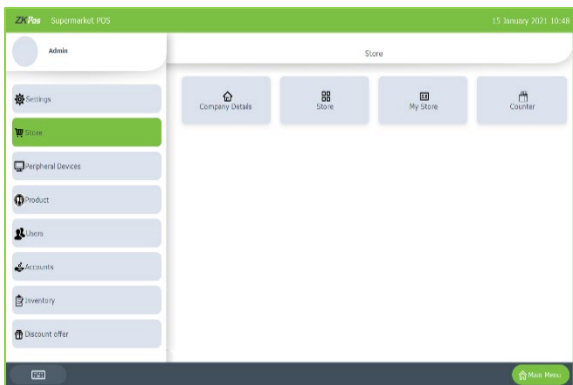 ZKPos Supermarket POS 15 January 2021 10:48
Admin
Store
Settings
Store
Peripheral Devices
Product
Users
Accounts
Inventory
Discount offer
Company Details
Store
My Store
Counter
Main Menu